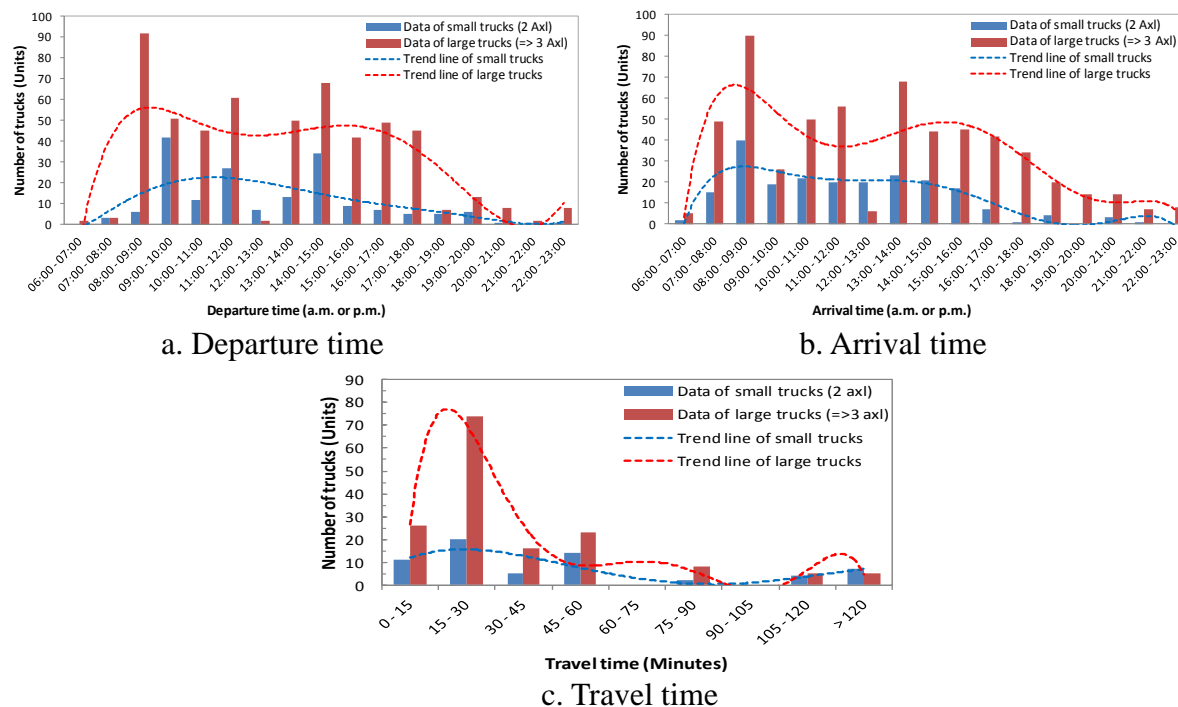 100
90
80
70
60
50
40
30
20
10
0
Number of trucks (Units)
Data of small trucks (2 Axl)
Data of large trucks (=> 3 Axl)
Trend line of small trucks
Trend line of large trucks
06:00 - 07:00
07:00 - 08:00
08:00 - 09:00
09:00 - 10:00
10:00 - 11:00
11:00 - 12:00
12:00 - 13:00
13:00 - 14:00
14:00 - 15:00
15:00 - 16:00
16:00 - 17:00
17:00 - 18:00
18:00 - 19:00
19:00 - 20:00
20:00 - 21:00
21:00 - 22:00
22:00 - 23:00
Departure time (a.m. or p.m.)
a. Departure time
100
90
80
70
60
50
40
30
20
10
0
Number of trucks (Units)
Data of small trucks (2 Axl)
Data of large trucks (=> 3 Axl)
Trend line of small trucks
Trend line of large trucks
06:00 - 07:00
07:00 - 08:00
08:00 - 09:00
09:00 - 10:00
10:00 - 11:00
11:00 - 12:00
12:00 - 13:00
13:00 - 14:00
14:00 - 15:00
15:00 - 16:00
16:00 - 17:00
17:00 - 18:00
18:00 - 19:00
19:00 - 20:00
20:00 - 21:00
21:00 - 22:00
22:00 - 23:00
Arrival time (a.m. or p.m.)
b. Arrival time
90
80
70
60
50
40
30
20
10
0
Number of trucks (Units)
Data of small trucks (2 axl)
Data of large trucks (=>3 axl)
Trend line of small trucks
Trend line of large trucks
0 - 15
15 - 30
30 - 45
45 - 60
60 - 75
75 - 90
90 - 105
105 - 120
> 120
Travel time (Minutes)
c. Travel time